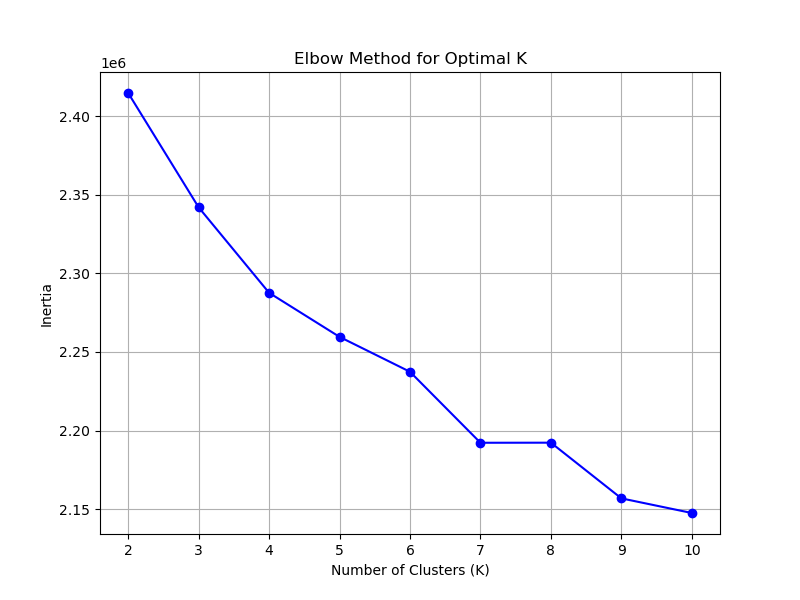 Elbow Method for Optimal K
1e6
2.40
2.35
2.30
2.25
2.20
2.15
Inertia
2 3 4 5 6 7 8 9 10
Number of Clusters (K)